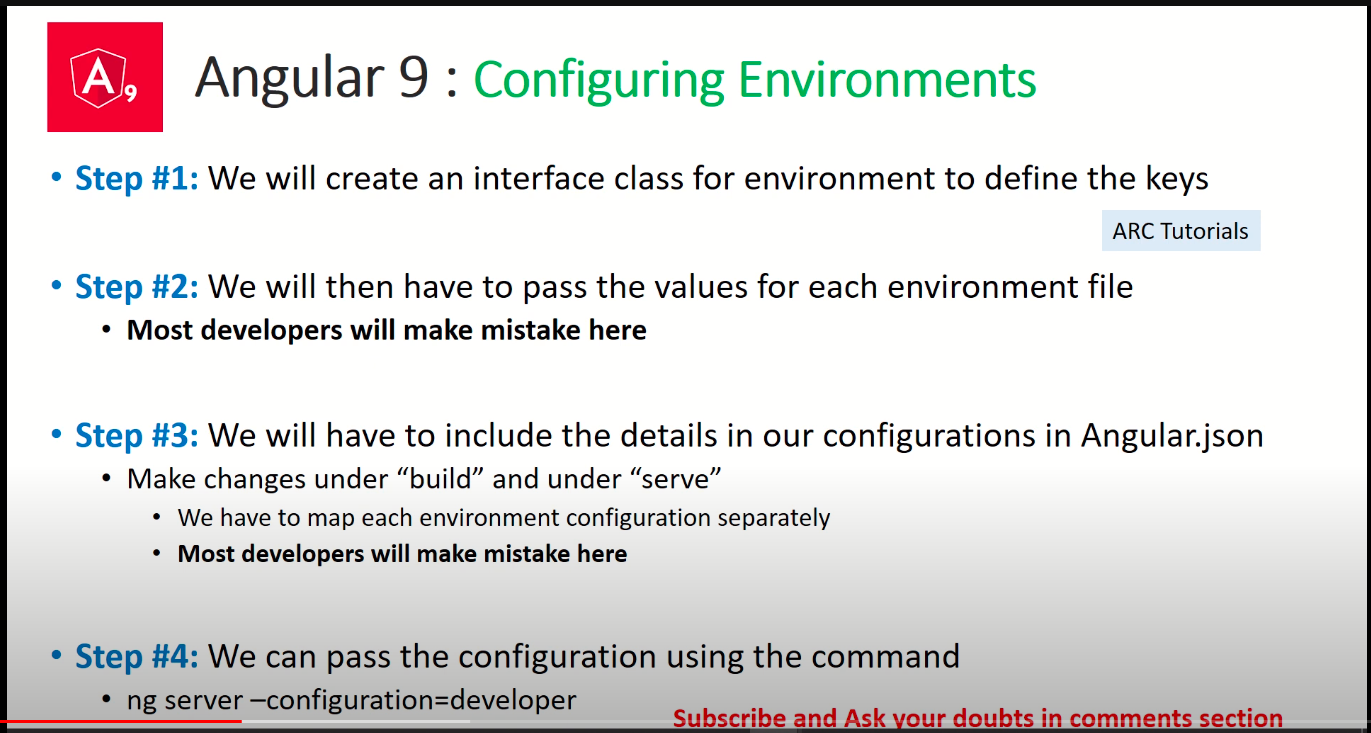 A9
Angular 9 : Configuring Environments
• Step #1: We will create an interface class for environment to define the keys
ARC Tutorials
• Step #2: We will then have to pass the values for each environment file
• Most developers will make mistake here
• Step #3: We will have to include the details in our configurations in Angular.json
• Make changes under “build” and under “serve”
• We have to map each environment configuration separately
• Most developers will make mistake here
• Step #4: We can pass the configuration using the command
• ng server –configuration=developer
Subscribe and Ask your doubts in comments section